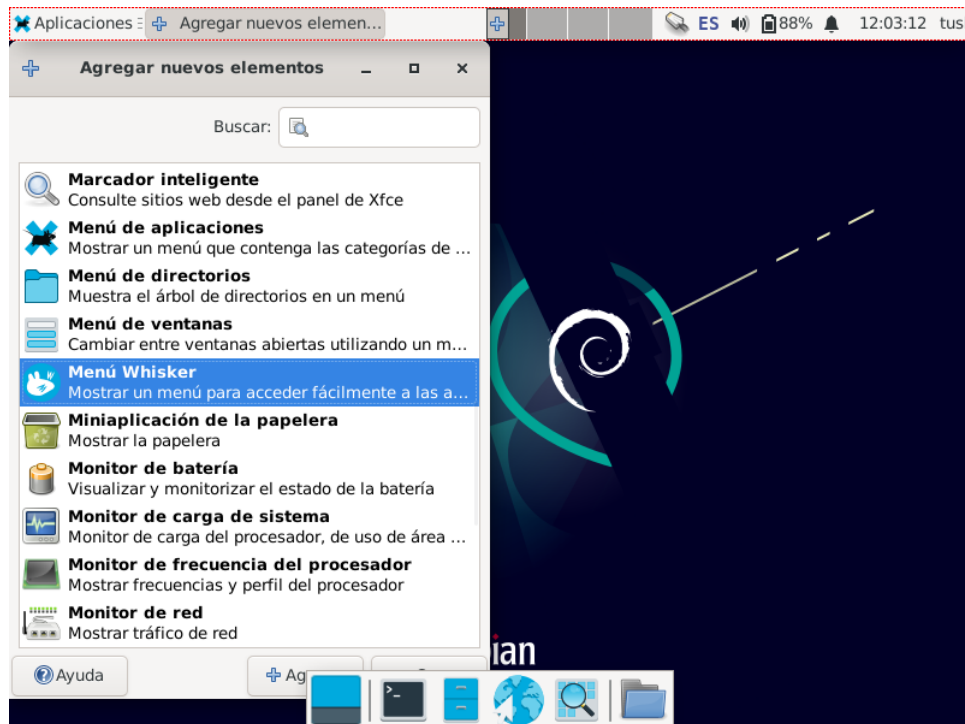 Aplicaciones
Agregar nuevos elemen...
ES
88%
12:03:12
tus
Agregar nuevos elementos
Buscar:
Marcador inteligente
Consulte sitios web desde el panel de Xfce
Menú de aplicaciones
Mostrar un menú que contenga las categorías de ...
Menú de directorios
Muestra el árbol de directorios en un menú
Menú de ventanas
Cambiar entre ventanas abiertas utilizando un m...
Menú Whisker
Mostrar un menú para acceder fácilmente a las a...
Miniaplicación de la papelera
Mostrar la papelera
Monitor de batería
Visualizar y monitorizar el estado de la batería
Monitor de carga de sistema
Monitor de carga del procesador, de uso de área ...
Monitor de frecuencia del procesador
Mostrar frecuencias y perfil del procesador
Monitor de red
Mostrar tráfico de red
Ayuda
Ag
ian